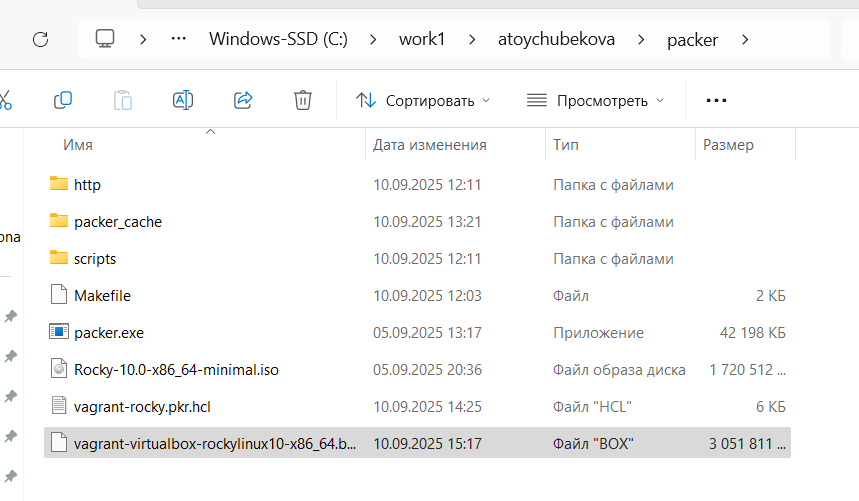 Windows-SSD (C:) work1 atoychubekova packer
Сортировать Просмотреть
Имя Дата изменения Тип Размер
http 10.09.2025 12:11 Папка с файлами
packer_cache 10.09.2025 13:21 Папка с файлами
ona
scripts 10.09.2025 12:11 Папка с файлами
Makefile 10.09.2025 12:03 Файл 2 КБ
packer.exe 05.09.2025 13:17 Приложение 42 198 КБ
Rocky-10.0-x86_64-minimal.iso 05.09.2025 20:36 Файл образа диска 1 720 512 ...
vagrant-rocky.pkr.hcl 10.09.2025 14:25 Файл "HCL" 6 КБ
vagrant-virtualbox-rockylinux10-x86_64.b... 10.09.2025 15:17 Файл "BOX" 3 051 811 ...